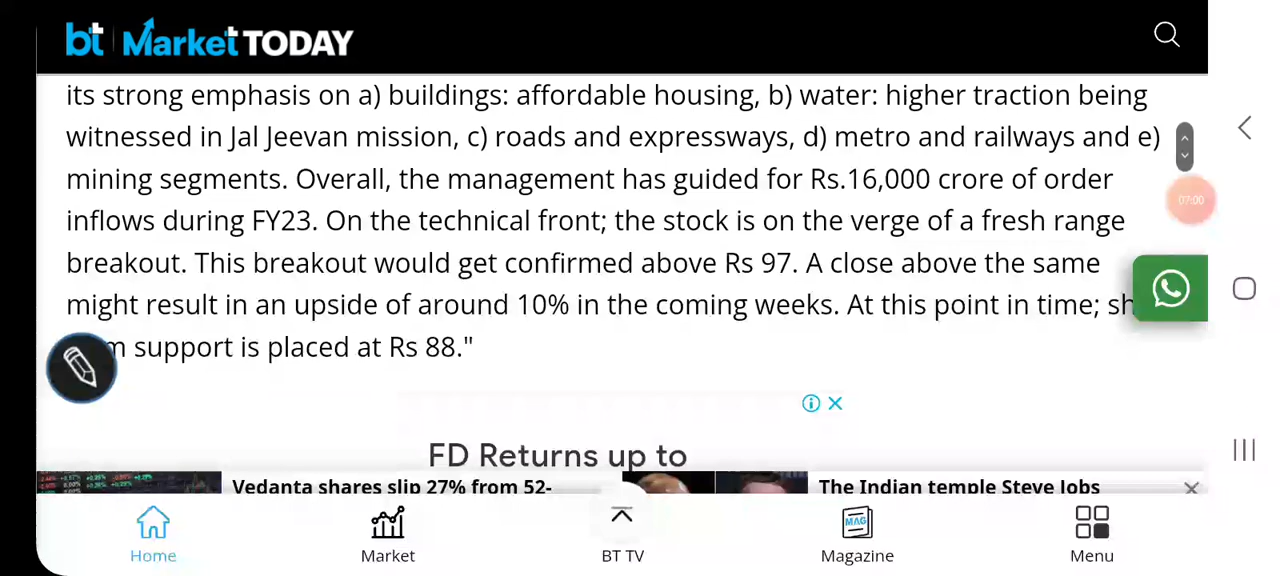 bt Market TODAY
its strong emphasis on a) buildings: affordable housing, b) water: higher traction being
witnessed in Jal Jeevan mission, c) roads and expressways, d) metro and railways and e)
mining segments. Overall, the management has guided for Rs.16,000 crore of order
07:00
inflows during FY23. On the technical front; the stock is on the verge of a fresh range
breakout. This breakout would get confirmed above Rs 97. A close above the same
might result in an upside of around 10% in the coming weeks. At this point in time;
support is placed at Rs 88."
FD Returns up to
Vedanta shares slip 27% from 52-
The Indian temple Steve Jobs
Home
Market
BT TV
MAG
Magazine
Menu